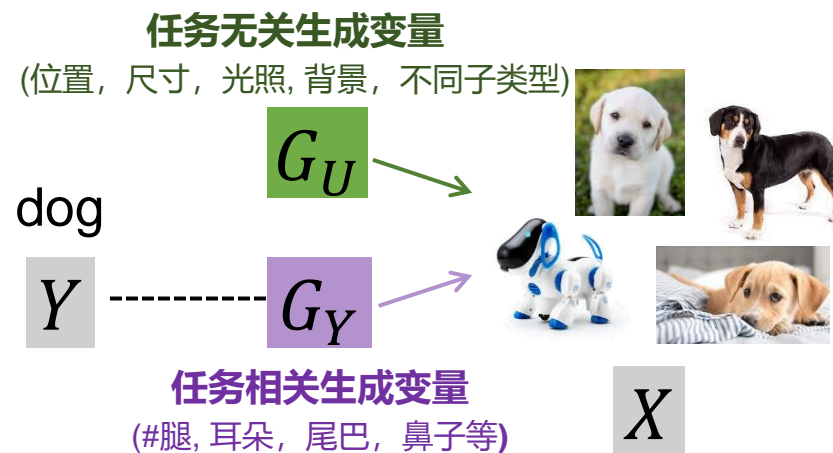 任务无关生成变量
(位置，尺寸，光照, 背景，不同子类型)
G_U
dog
Y
G_Y
任务相关生成变量
(#腿, 耳朵，尾巴，鼻子等)
X